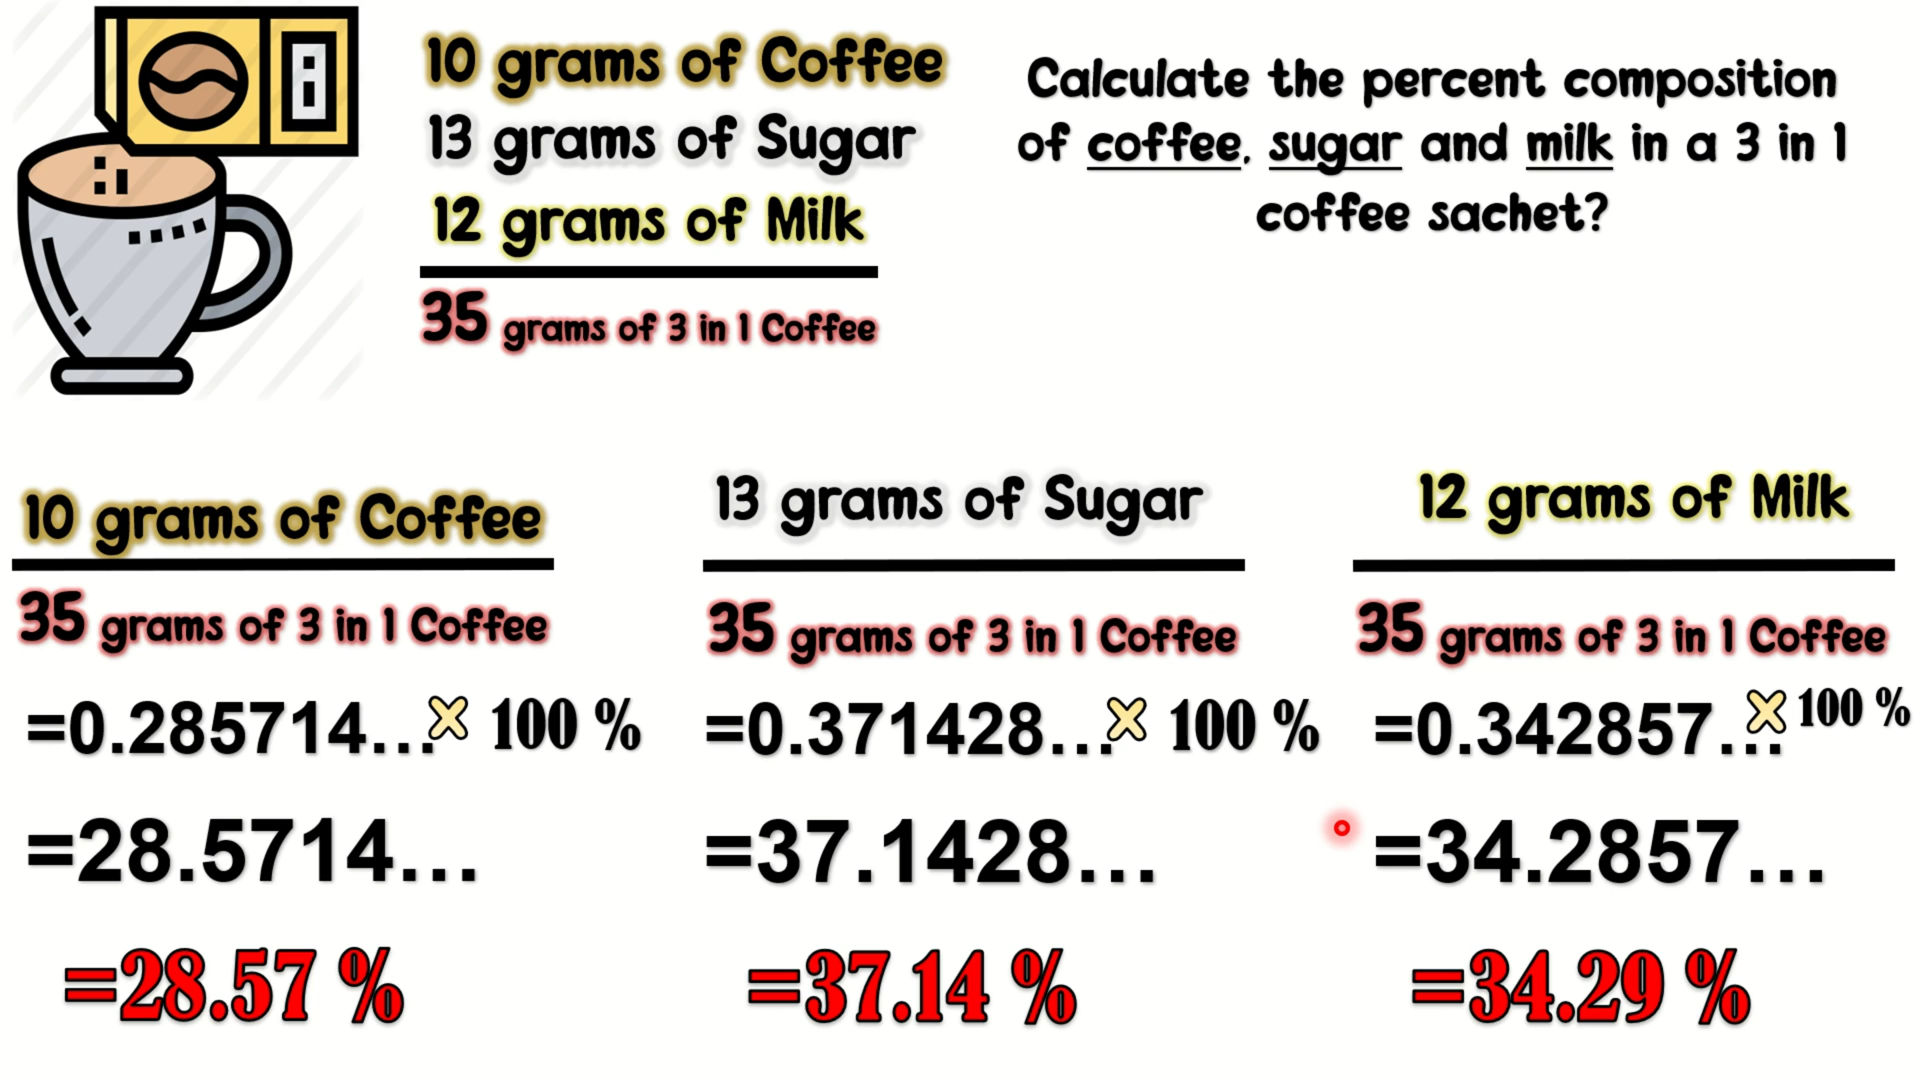 10 grams of Coffee
13 grams of Sugar
12 grams of Milk
35 grams of 3 in 1 Coffee
Calculate the percent composition
of coffee, sugar and milk in a 3 in 1
coffee sachet?
10 grams of Coffee
35 grams of 3 in 1 Coffee
=0.285714... × 100 %
=28.5714...
=28.57 %
13 grams of Sugar
35 grams of 3 in 1 Coffee
=0.371428... × 100 %
=37.1428...
=37.14 %
12 grams of Milk
35 grams of 3 in 1 Coffee
=0.342857... × 100 %
=34.2857...
=34.29 %